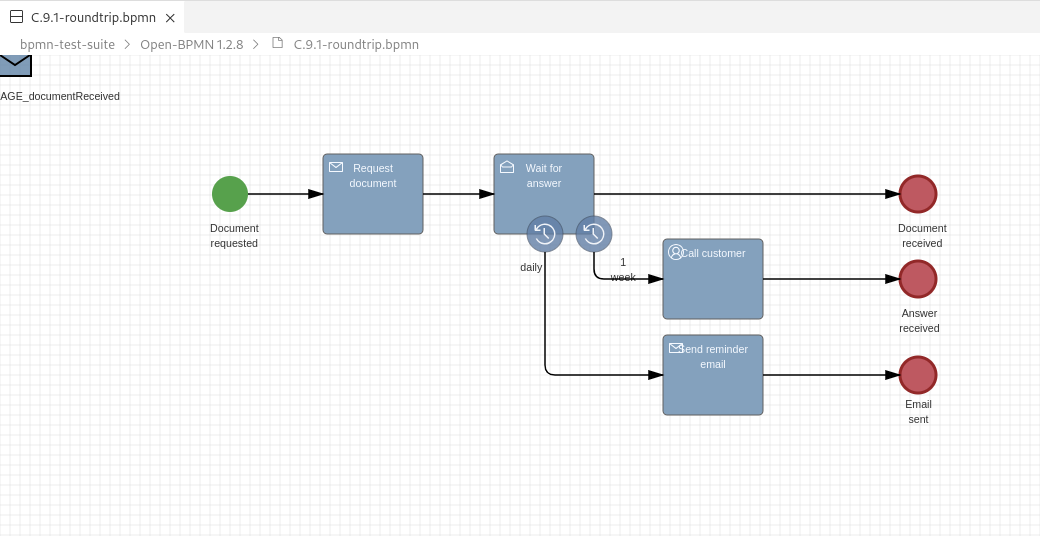 C.9.1-roundtrip.bpmn
bpmn-test-suite > Open-BPMN 1.2.8 > C.9.1-roundtrip.bpmn
AGE_documentReceived
Request
document
Wait for
answer
Document
requested
Document
received
daily
1
week
Call customer
Answer
received
Send reminder
email
Email
sent